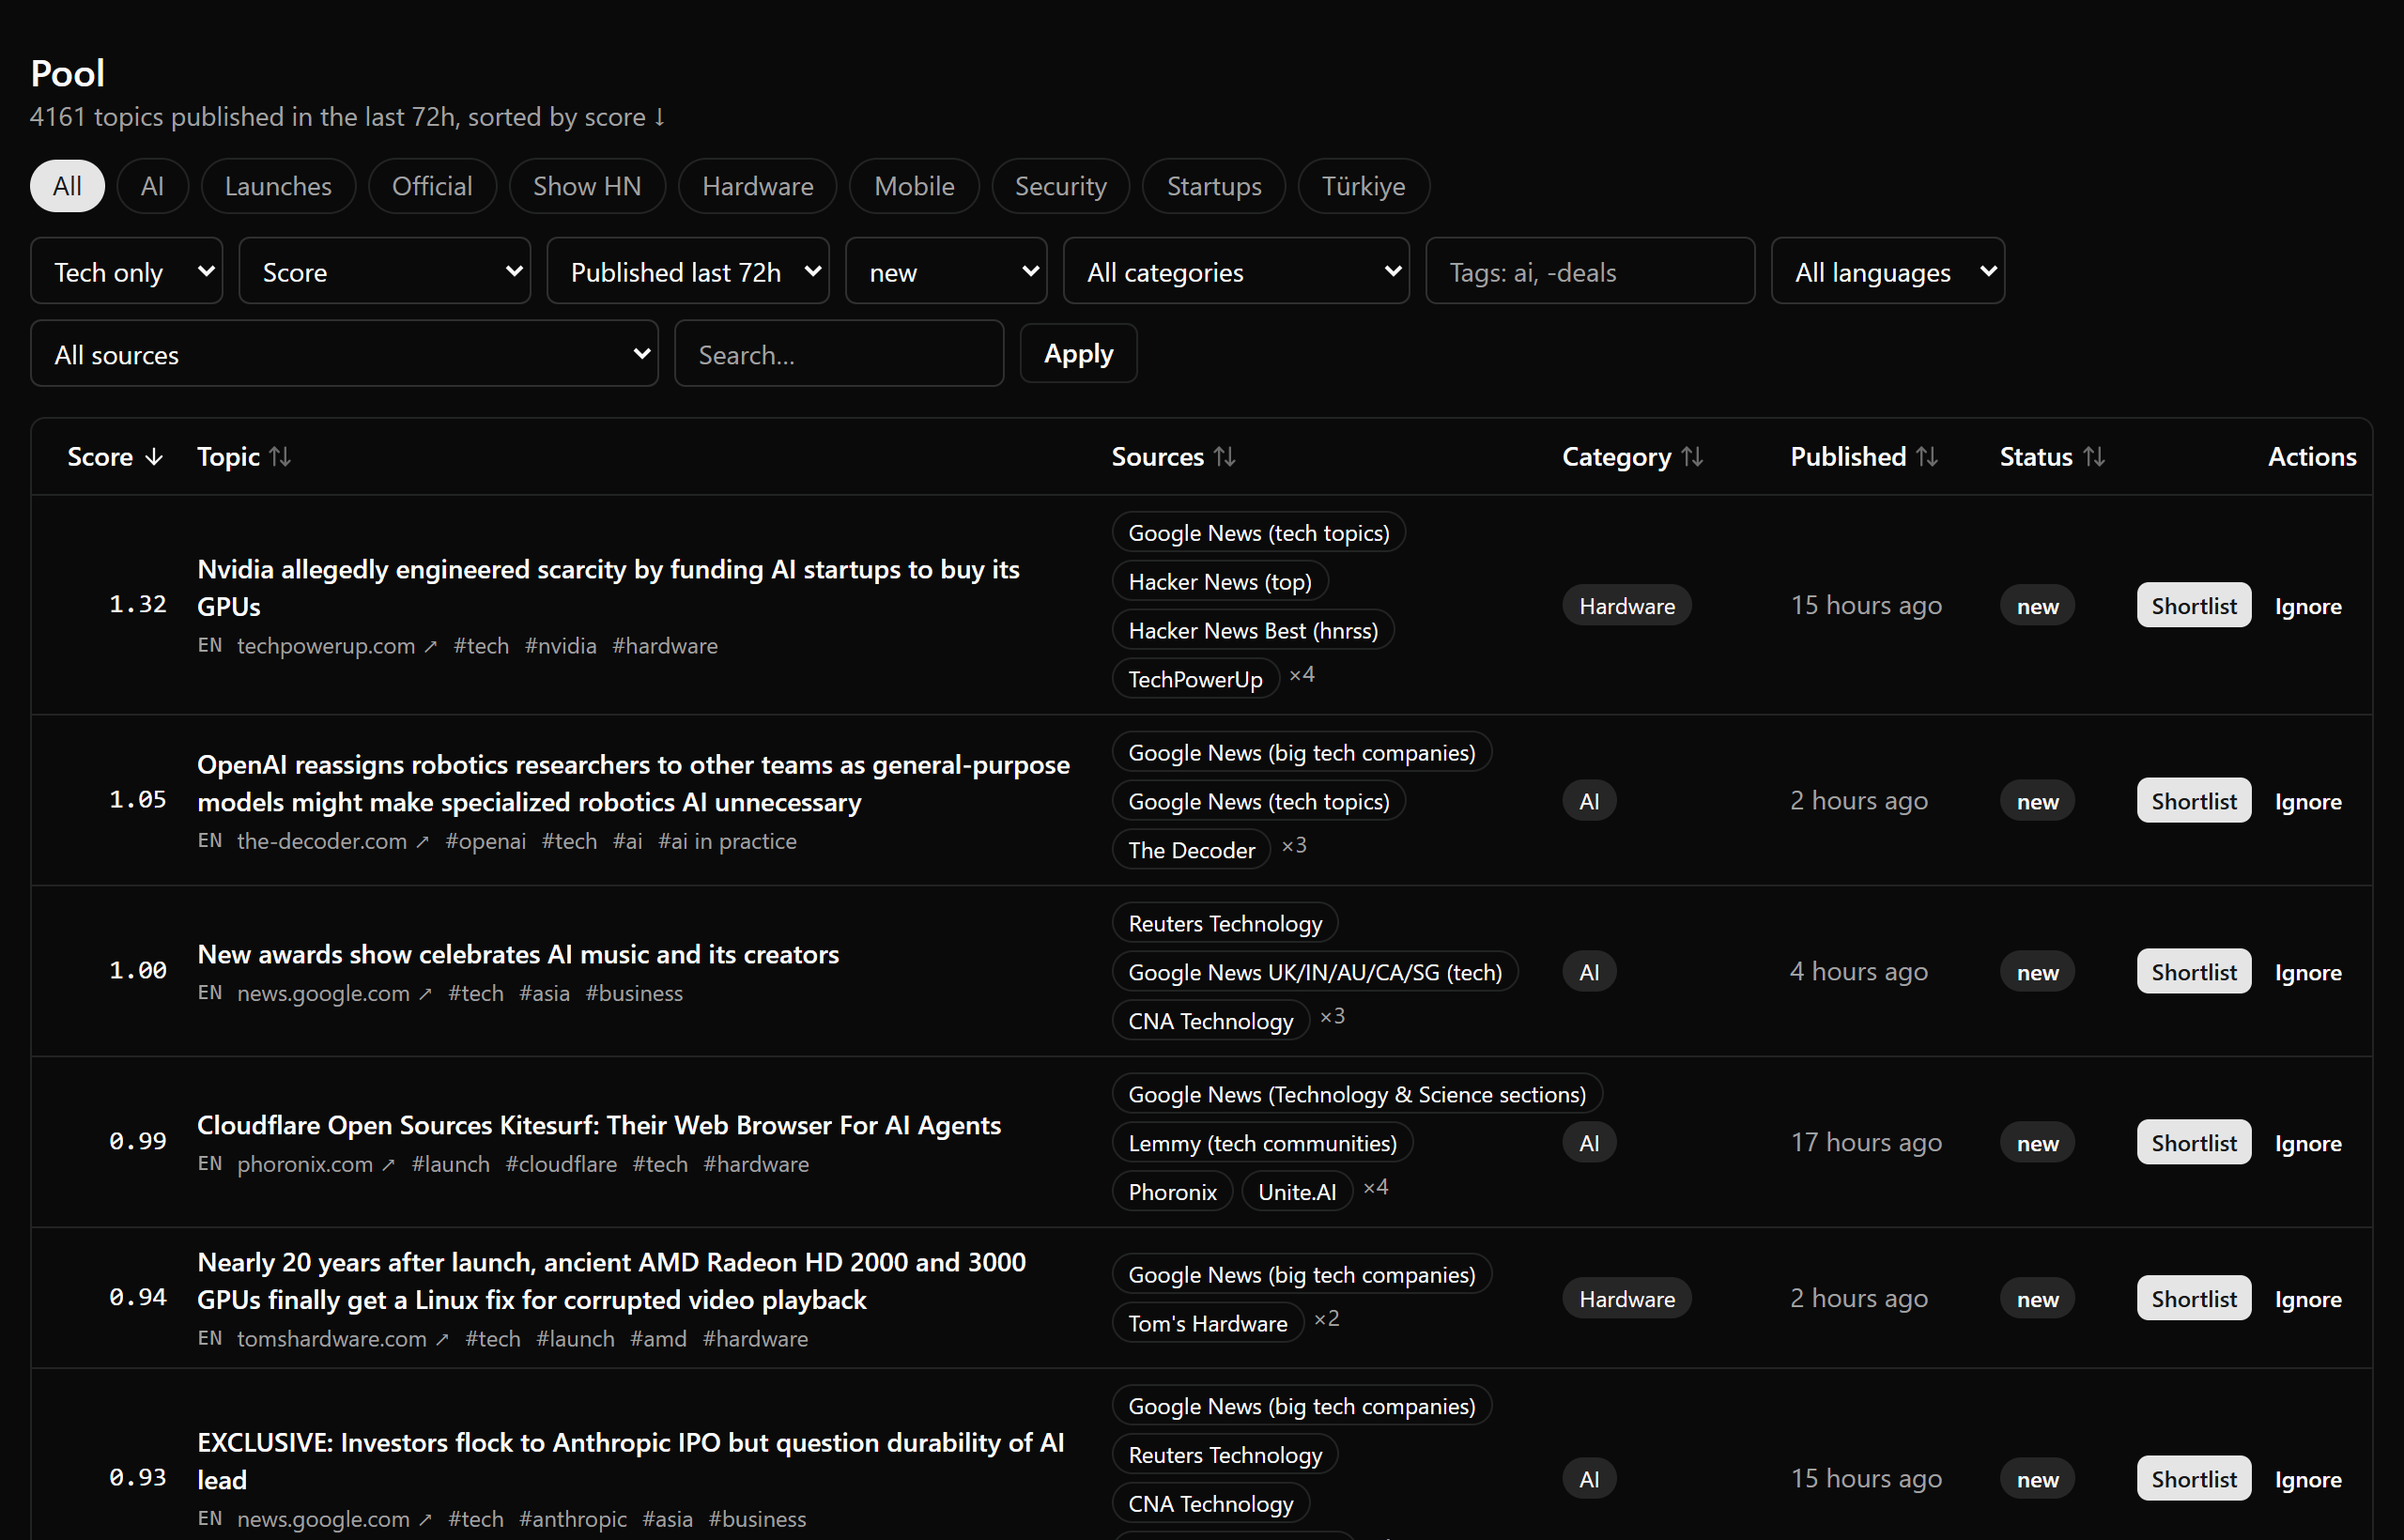 Pool
4161 topics published in the last 72h, sorted by score ↓
All AI Launches Official Show HN Hardware Mobile Security Startups Türkiye
Tech only Score Published last 72h new All categories Tags: ai, -deals All languages
All sources Search... Apply
Score ↓ Topic ↑↓ Sources ↑↓ Category ↑↓ Published ↑↓ Status ↑↓ Actions
1.32
Nvidia allegedly engineered scarcity by funding AI startups to buy its
GPUs
EN techpowerup.com ↗ #tech #nvidia #hardware
Google News (tech topics)
Hacker News (top)
Hacker News Best (hnrss)
TechPowerUp ×4
Hardware 15 hours ago new Shortlist Ignore
1.05
OpenAI reassigns robotics researchers to other teams as general-purpose
models might make specialized robotics AI unnecessary
EN the-decoder.com ↗ #openai #tech #ai #ai in practice
Google News (big tech companies)
Google News (tech topics)
The Decoder ×3
AI 2 hours ago new Shortlist Ignore
1.00
New awards show celebrates AI music and its creators
EN news.google.com ↗ #tech #asia #business
Reuters Technology
Google News UK/IN/AU/CA/SG (tech)
CNA Technology ×3
AI 4 hours ago new Shortlist Ignore
0.99
Cloudflare Open Sources Kitesurf: Their Web Browser For AI Agents
EN phoronix.com ↗ #launch #cloudflare #tech #hardware
Google News (Technology & Science sections)
Lemmy (tech communities)
Phoronix Unite.AI ×4
AI 17 hours ago new Shortlist Ignore
0.94
Nearly 20 years after launch, ancient AMD Radeon HD 2000 and 3000
GPUs finally get a Linux fix for corrupted video playback
EN tomshardware.com ↗ #tech #launch #amd #hardware
Google News (big tech companies)
Tom's Hardware ×2
Hardware 2 hours ago new Shortlist Ignore
0.93
EXCLUSIVE: Investors flock to Anthropic IPO but question durability of AI
lead
EN news.google.com ↗ #tech #anthropic #asia #business
Google News (big tech companies)
Reuters Technology
CNA Technology
AI 15 hours ago new Shortlist Ignore